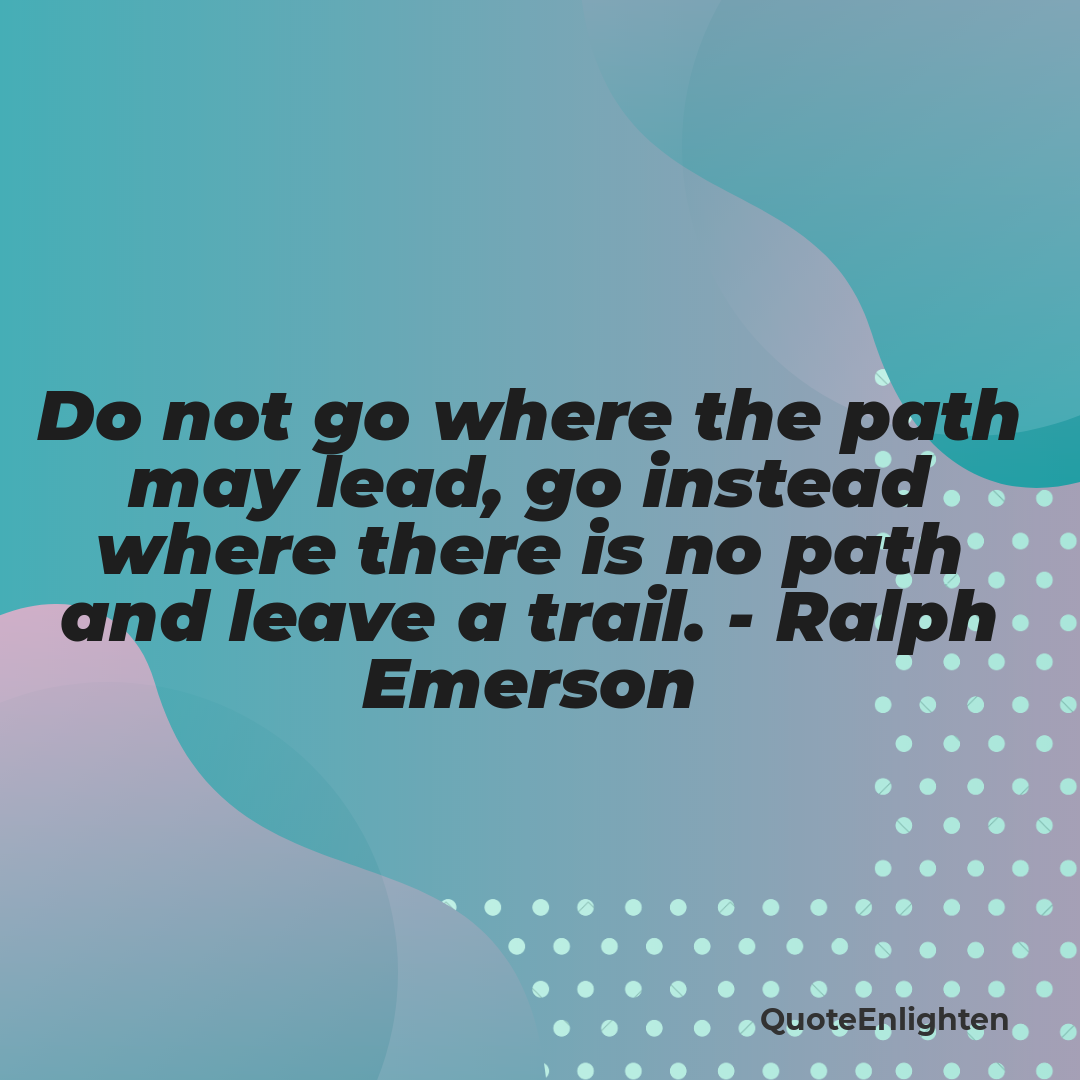 Do not go where the path
may lead, go instead
where there is no path
and leave a trail. - Ralph
Emerson
QuoteEnlighten